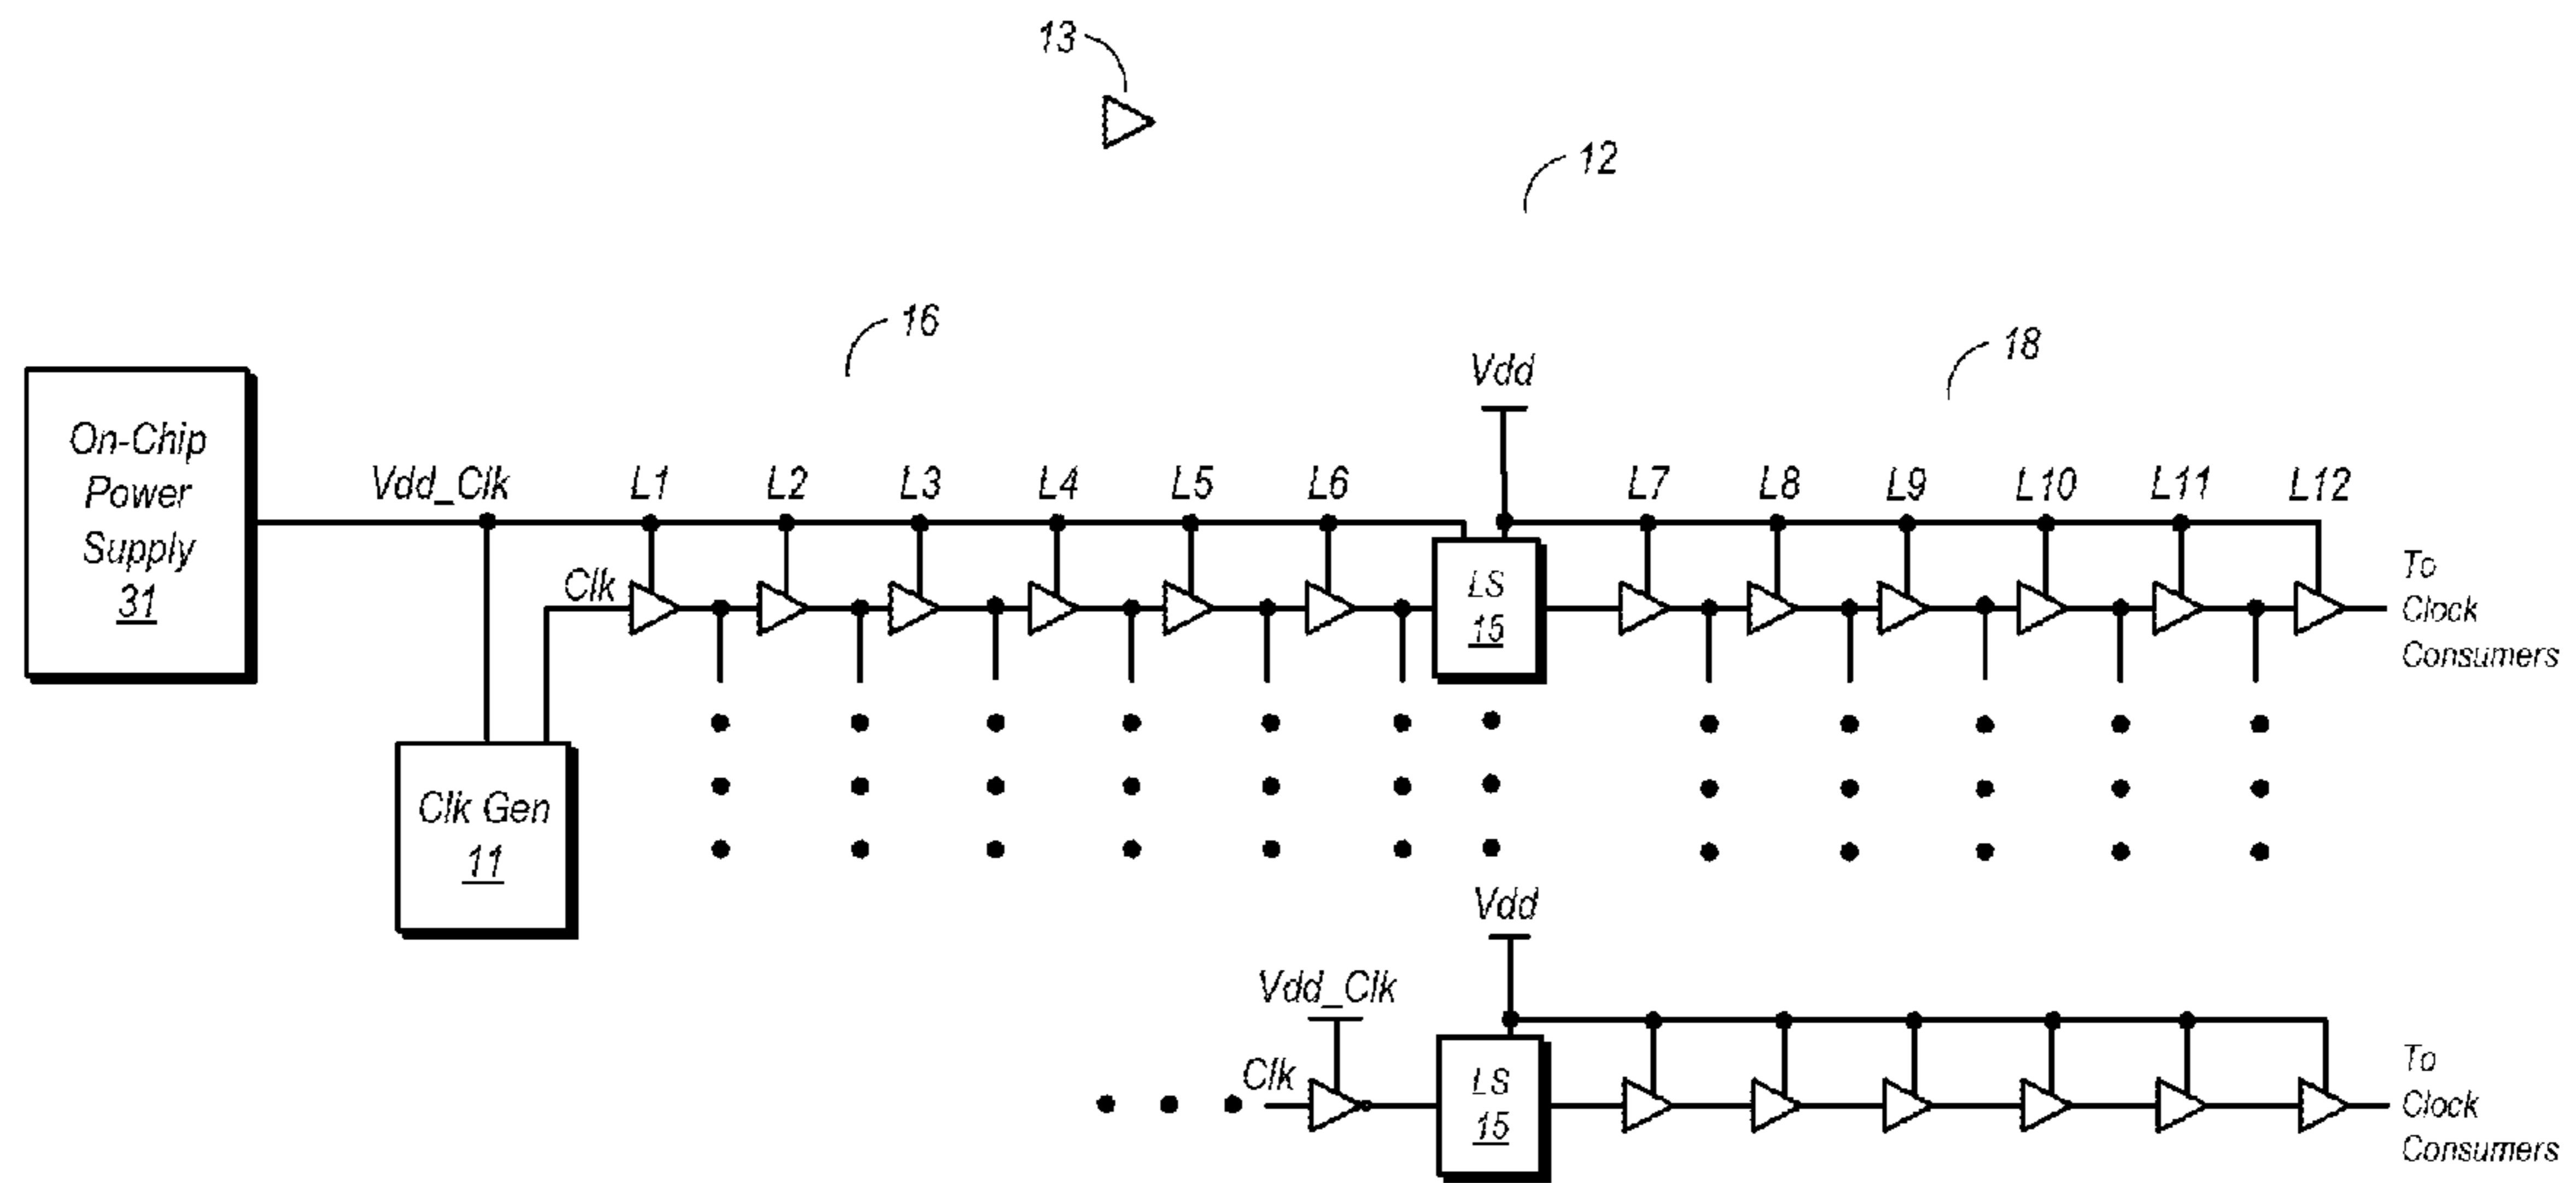 13
12
16
18
Vdd
On-Chip
Power
Supply
31
Vdd_Clk
L1 L2 L3 L4 L5 L6
L7 L8 L9 L10 L11 L12
Clk
LS
15
To
Clock
Consumers
Clk Gen
11
Vdd
Vdd_Clk
Clk
LS
15
To
Clock
Consumers